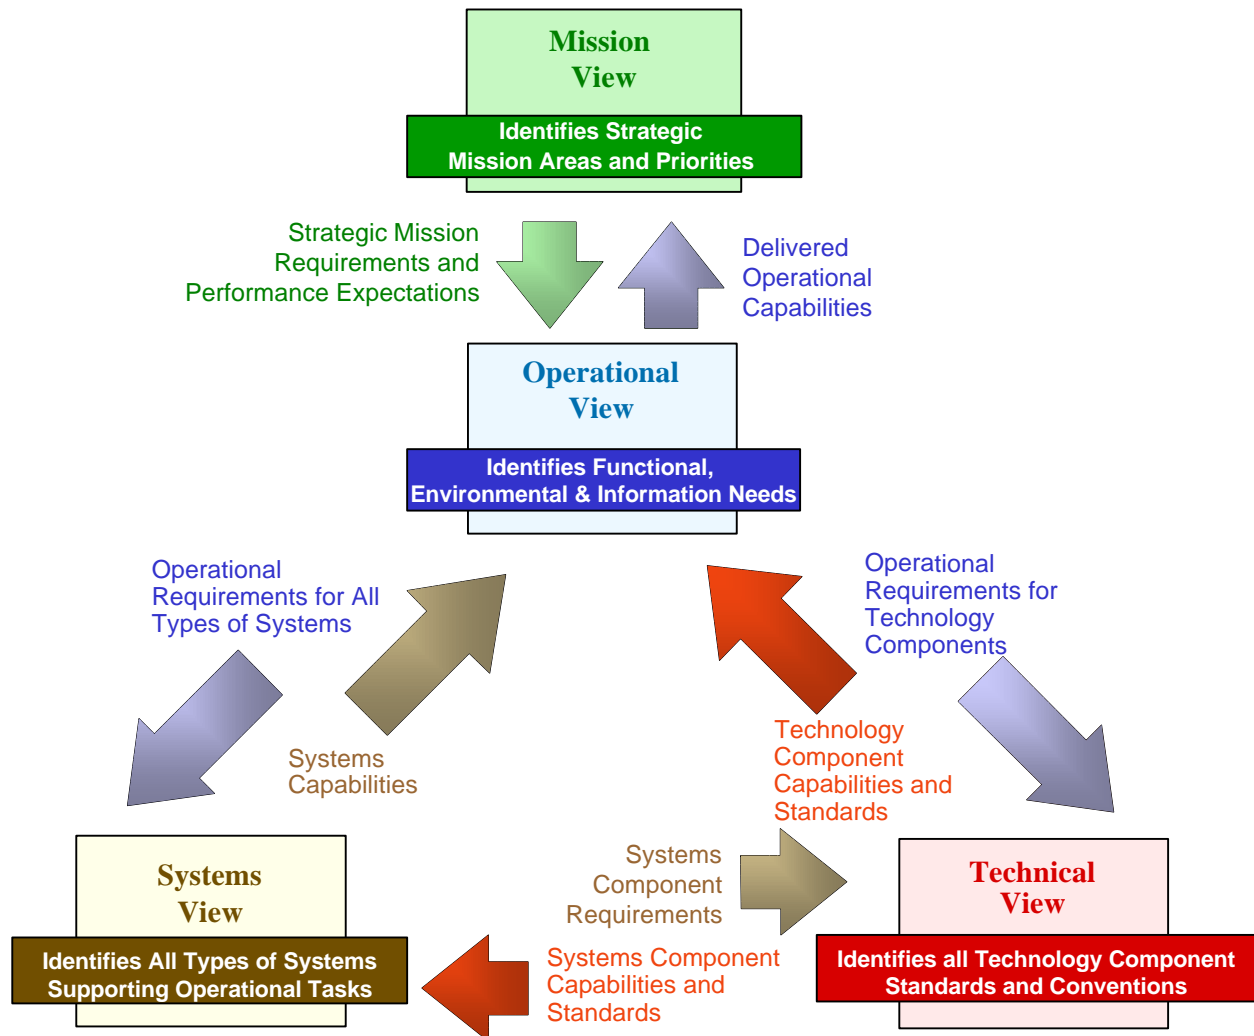 Mission
View
Identifies Strategic
Mission Areas and Priorities
Strategic Mission
Requirements and
Performance Expectations
Delivered
Operational
Capabilities
Operational
View
Identifies Functional,
Environmental & Information Needs
Operational
Requirements for All
Types of Systems
Systems
Capabilities
Operational
Requirements for
Technology
Components
Technology
Component
Capabilities and
Standards
Systems
Component
Requirements
Systems Component
Capabilities and
Standards
Systems
View
Identifies All Types of Systems
Supporting Operational Tasks
Technical
View
Identifies all Technology Component
Standards and Conventions